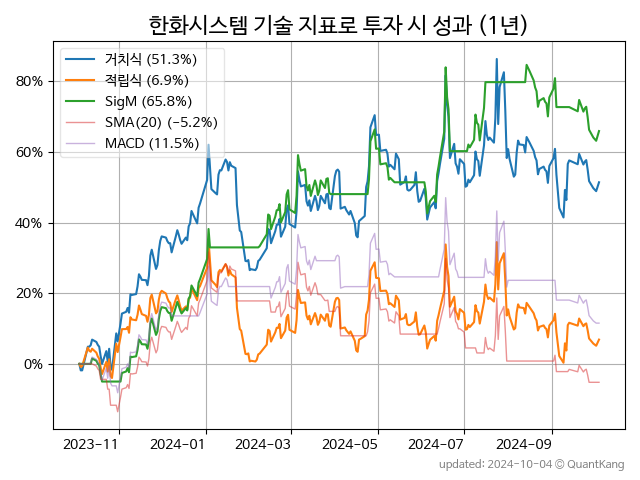 한화시스템 기술 지표로 투자 시 성과 (1년)
거치식 (51.3%)
적립식 (6.9%)
SigM (65.8%)
SMA(20) (−5.2%)
MACD (11.5%)
80%
60%
40%
20%
0%
2023-11 2024-01 2024-03 2024-05 2024-07 2024-09
updated: 2024-10-04 © QuantKang